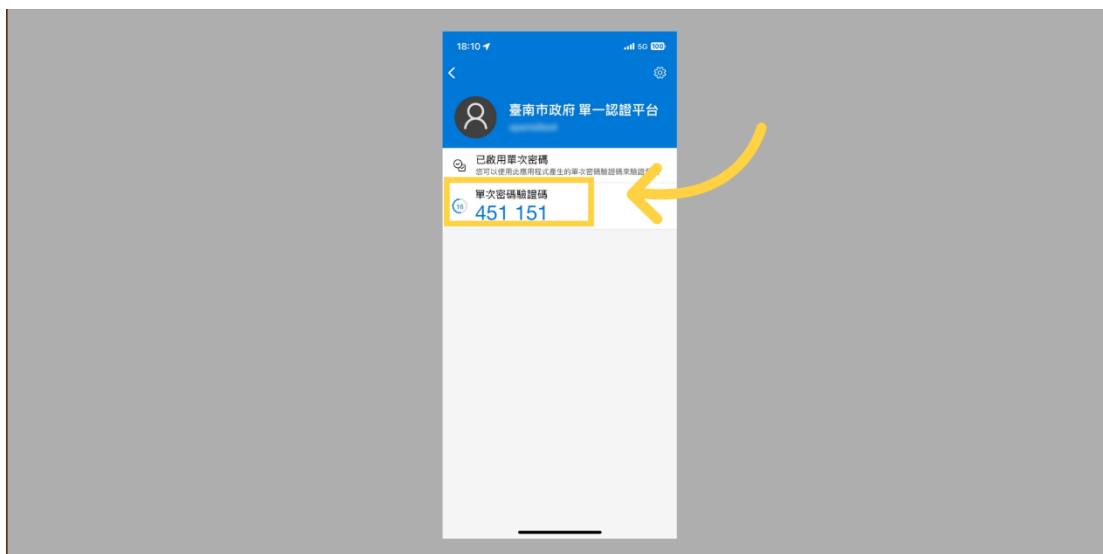 18:10
5G 100
臺南市政府 單一認證平台
已啟用單次密碼
您可以使用此應用程式產生的單次密碼驗證碼來驗證
16
單次密碼驗證碼
451 151